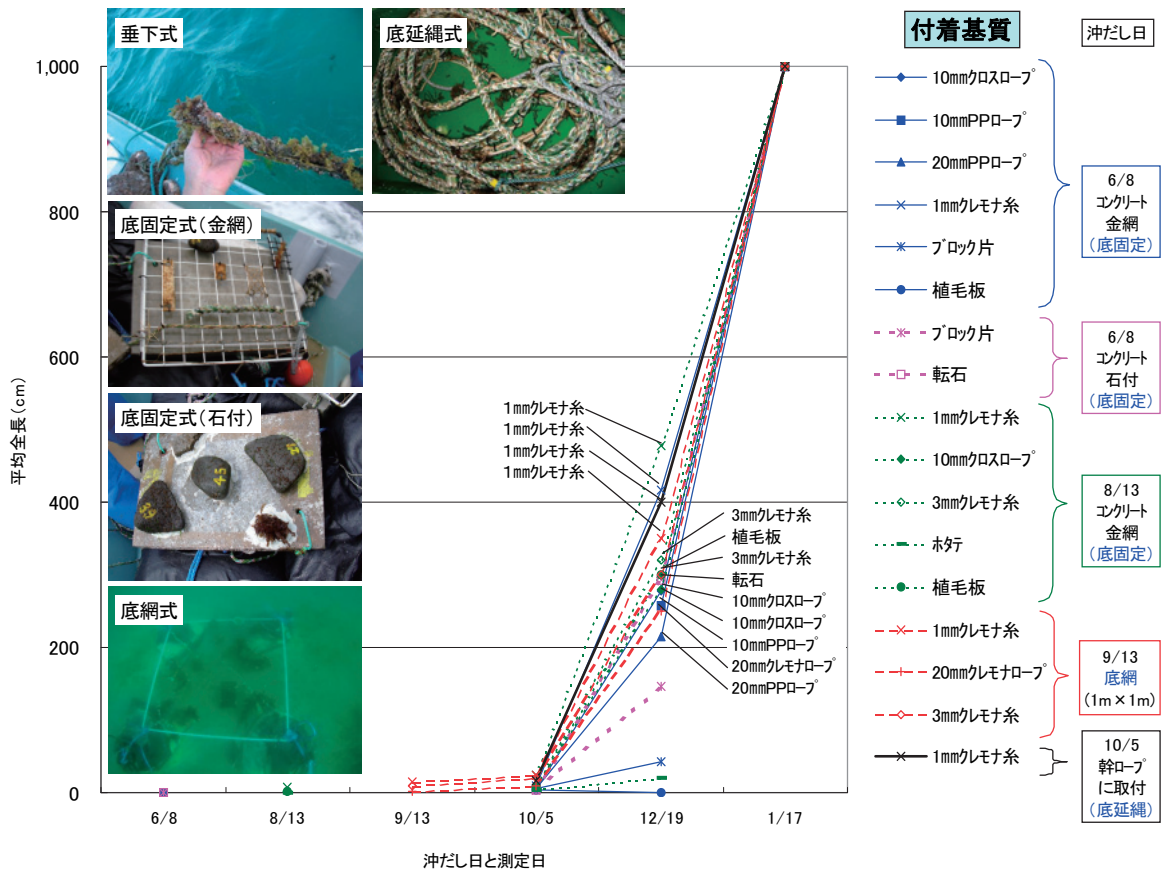 垂下式
底延縄式
底固定式(金網)
底固定式(石付)
45
底網式
平均全長(cm)
1,000
800
600
400
200
0
6/8
8/13
9/13
10/5
12/19
1/17
沖だし日と測定日
1mmクレモナ糸
1mmクレモナ糸
1mmクレモナ糸
1mmクレモナ糸
3mmクレモナ糸
植毛板
3mmクレモナ糸
転石
10mmクロスロープ
10mmクロスロープ
10mmPPロープ
20mmクレモナロープ
20mmPPロープ
付着基質
沖だし日
10mmクロスロープ
10mmPPロープ
20mmPPロープ
1mmクレモナ糸
ブロック片
植毛板
6/8
コンクリート
金網
(底固定)
ブロック片
転石
6/8
コンクリート
石付
(底固定)
1mmクレモナ糸
10mmクロスロープ
3mmクレモナ糸
ホタテ
植毛板
8/13
コンクリート
金網
(底固定)
1mmクレモナ糸
20mmクレモナロープ
3mmクレモナ糸
9/13
底網
(1m×1m)
1mmクレモナ糸
10/5
幹ロープ
に取付
(底延縄)